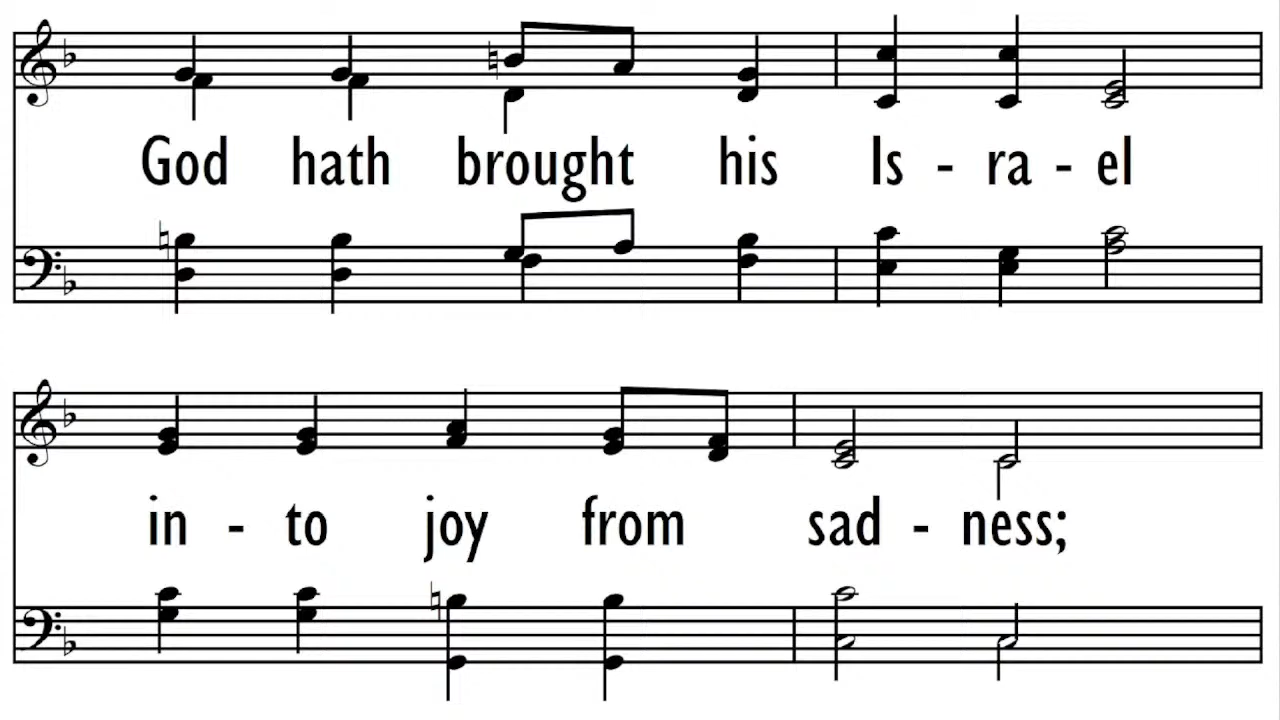 God hath brought his Is - ra - el
in - to joy from sad - ness;